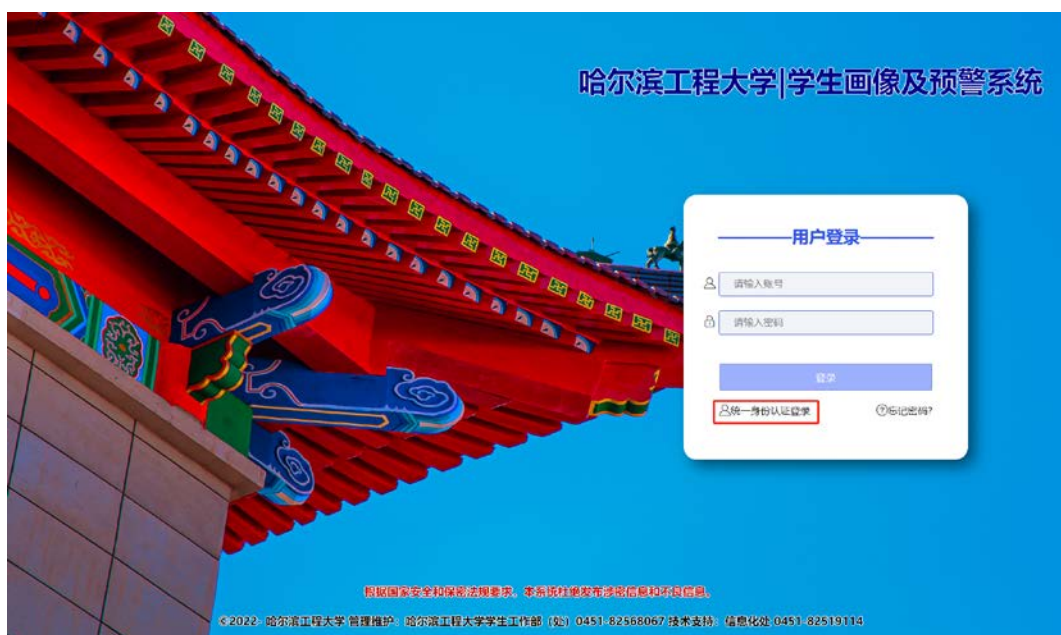 哈尔滨工程大学|学生画像及预警系统
用户登录
请输入账号
请输入密码
登录
统一身份认证登录
忘记密码?
根据国家安全和保密法规要求，本系统杜绝发布涉密信息和不良信息。
©2022- 哈尔滨工程大学 管理维护：哈尔滨工程大学学生工作部（处）0451-82568067 技术支持：信息化处 0451-82519114